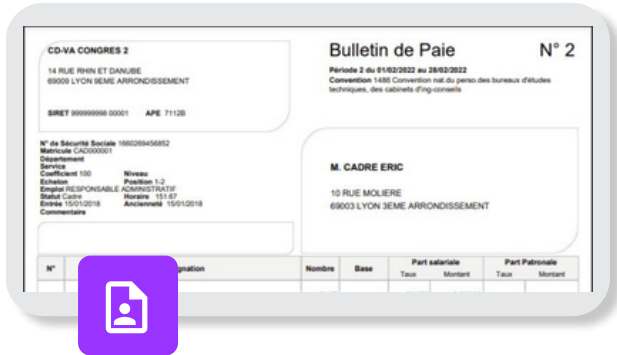 CD-VA CONGRES 2
14 RUE RHIN ET DANUBE
69009 LYON 9EME ARRONDISSEMENT
SIRET 999999998 00001 APE 7112B
Bulletin de Paie N° 2
Période 2 du 01/02/2022 au 28/02/2022
Convention 1486 Convention nat.du perso.des bureaux d'études
techniques, des cabinets d'ing-conseils
N° de Sécurité Sociale 1660269456852
Matricule CAD000001
Département
Service
Coefficient 100 Niveau
Echelon Position 1-2
Emploi RESPONSABLE ADMINISTRATIF
Statut Cadre Horaire 151.67
Entrée 15/01/2018 Ancienneté 15/01/2018
Commentaire
M. CADRE ERIC
10 RUE MOLIERE
69003 LYON 3EME ARRONDISSEMENT
N° gnation Nombre Base Part salariale Part Patronale
Taux Montant Taux Montant